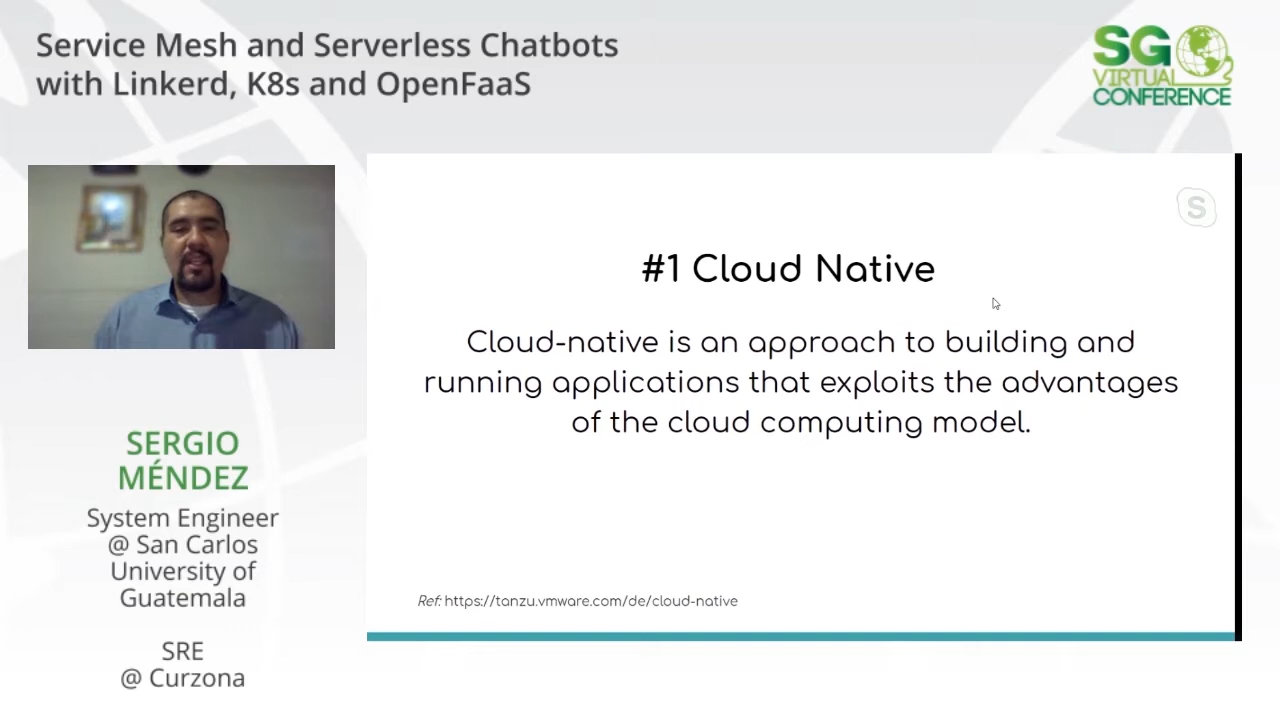 Service Mesh and Serverless Chatbots
with Linkerd, K8s and OpenFaaS
SG
VIRTUAL
CONFERENCE
S
#1 Cloud Native
Cloud-native is an approach to building and
running applications that exploits the advantages
of the cloud computing model.
Ref: https://tanzu.vmware.com/de/cloud-native
SERGIO
MÉNDEZ
System Engineer
@ San Carlos
University of
Guatemala
SRE
@ Curzona